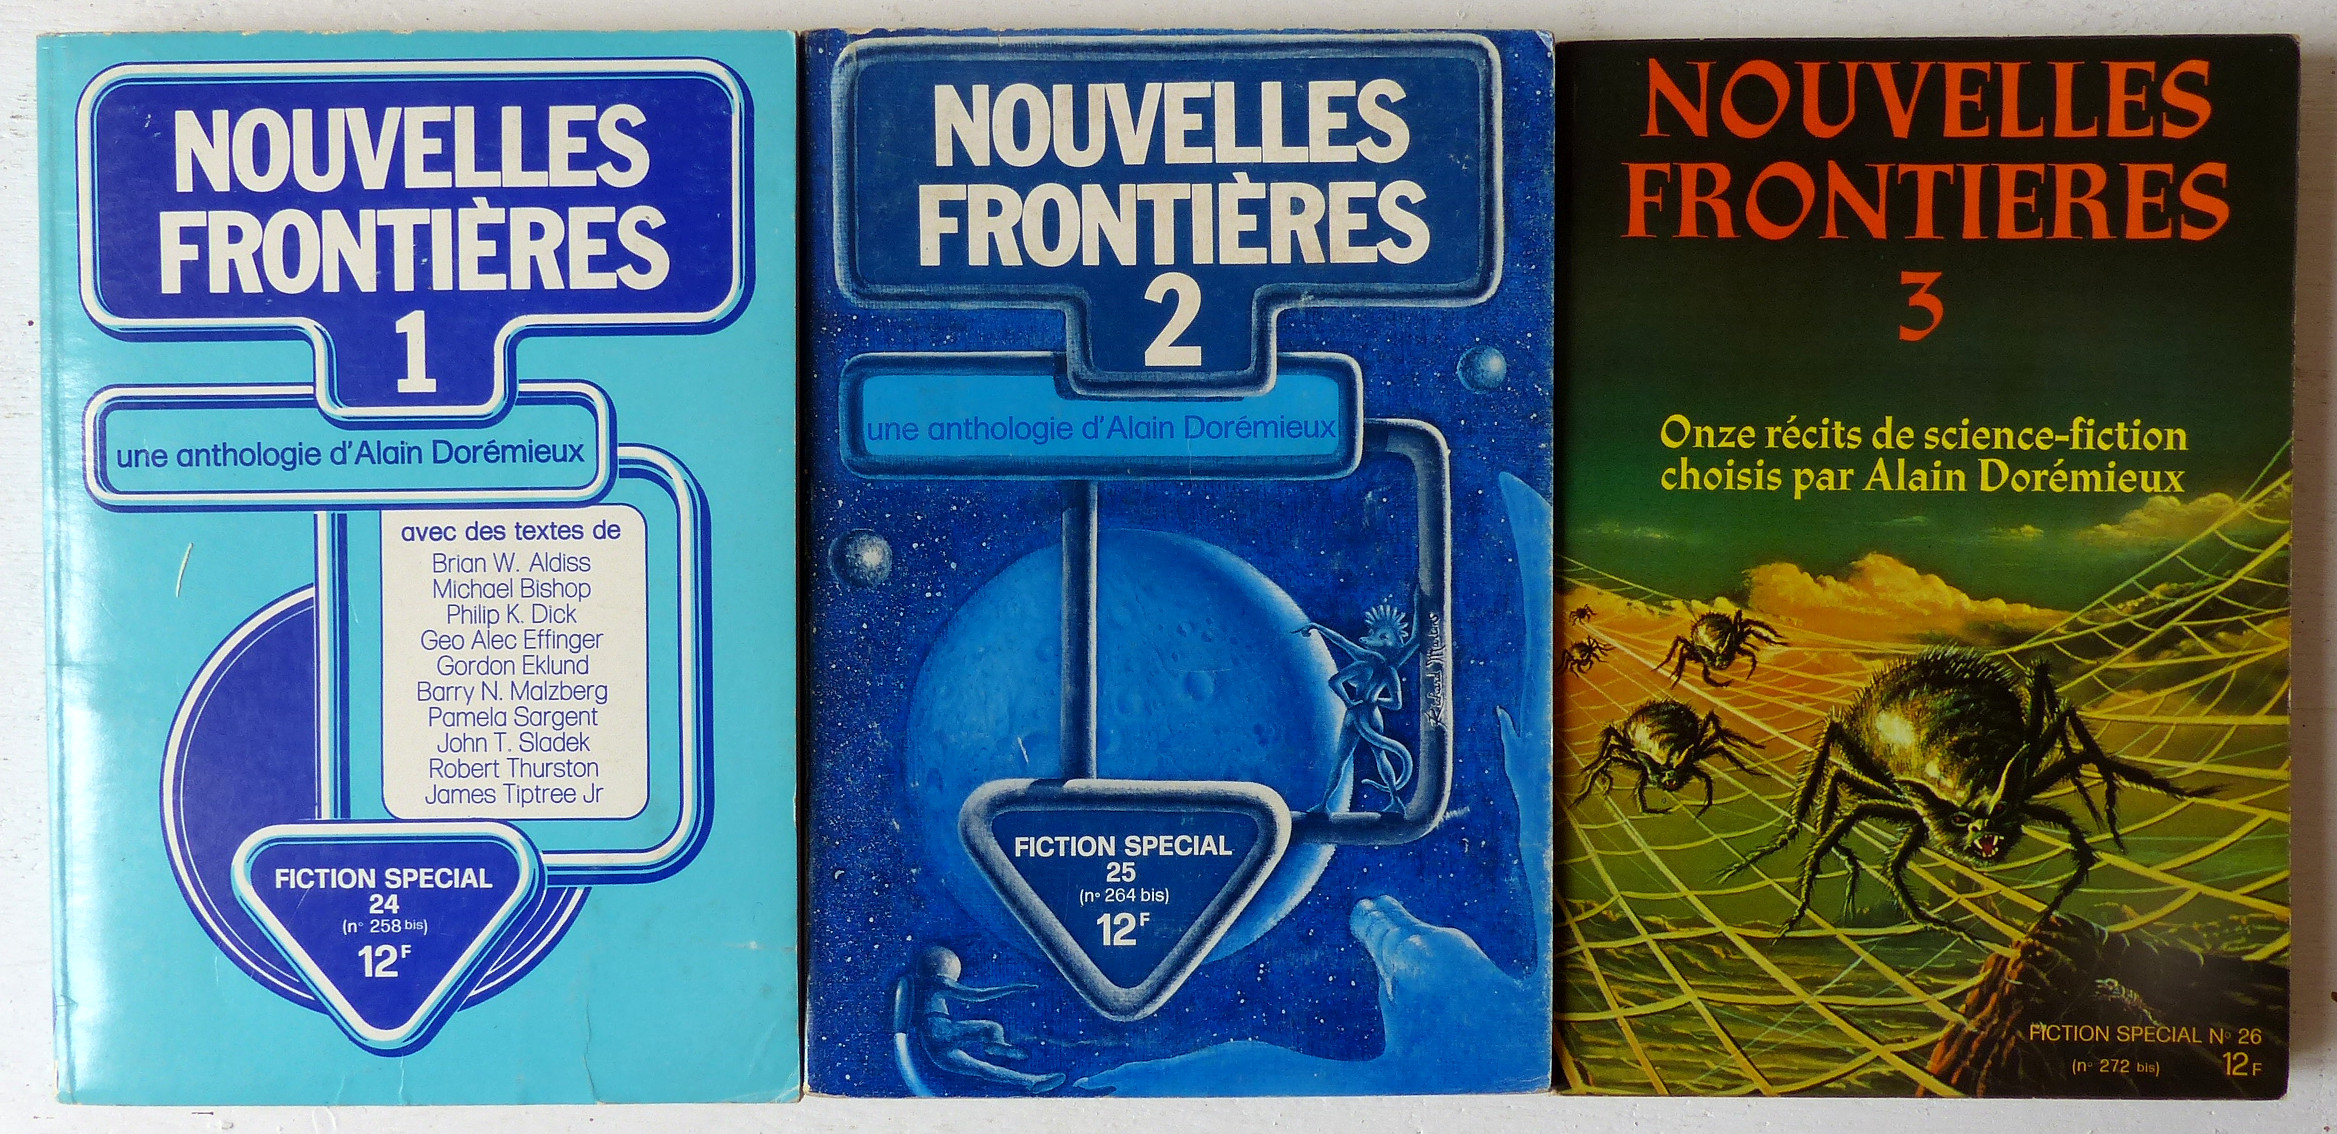 NOUVELLES
FRONTIÈRES
1
une anthologie d'Alain Dorémieux
avec des textes de
Brian W. Aldiss
Michael Bishop
Philip K. Dick
Geo Alec Effinger
Gordon Eklund
Barry N. Malzberg
Pamela Sargent
John T. Sladek
Robert Thurston
James Tiptree Jr
FICTION SPECIAL
24
(n° 258 bis)
12F
NOUVELLES
FRONTIÈRES
2
une anthologie d'Alain Dorémieux
FICTION SPECIAL
25
(n° 264 bis)
12F
NOUVELLES
FRONTIERES
3
Onze récits de science-fiction
choisis par Alain Dorémieux
FICTION SPECIAL N° 26
(n° 272 bis)
12F